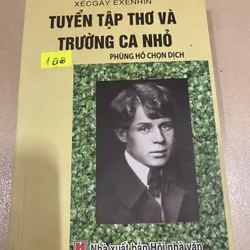 XECGÂY EXENHIN
TUYỂN TẬP THƠ VÀ
TRƯỜNG CA NHỎ
PHÙNG HỒ CHỌN DỊCH
Nhà xuất bản Hội nhà văn